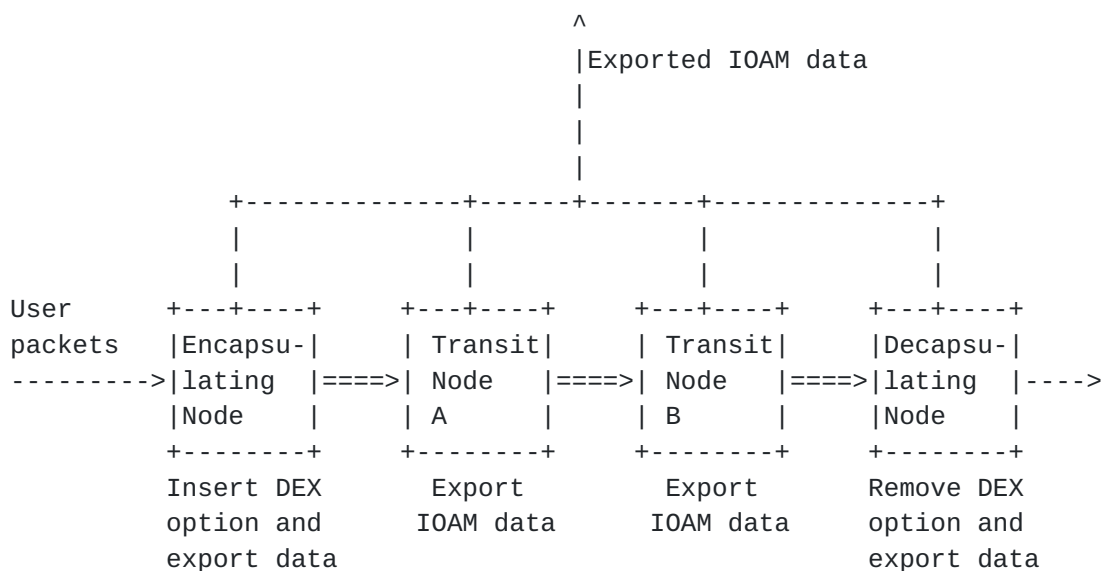 Exported IOAM data
User
packets
Encapsu-
lating
Node
Transit
Node
A
Transit
Node
B
Decapsu-
lating
Node
Insert DEX
option and
export data
Export
IOAM data
Export
IOAM data
Remove DEX
option and
export data